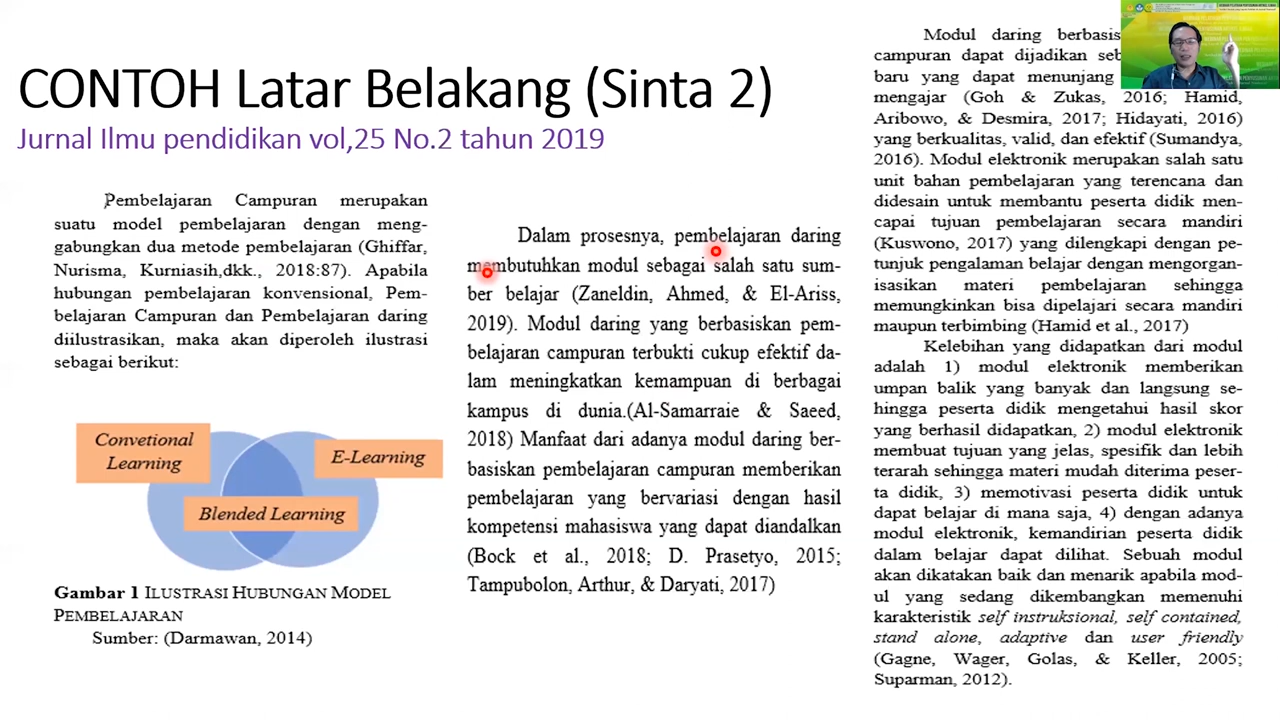 CONTOH Latar Belakang (Sinta 2)
Jurnal Ilmu pendidikan vol,25 No.2 tahun 2019
Pembelajaran Campuran merupakan
suatu model pembelajaran dengan meng-
gabungkan dua metode pembelajaran (Ghiffar,
Nurisma, Kurniasih,dkk., 2018:87). Apabila
hubungan pembelajaran konvensional, Pem-
belajaran Campuran dan Pembelajaran daring
diilustrasikan, maka akan diperoleh ilustrasi
sebagai berikut:
Convetional
Learning
E-Learning
Blended Learning
Gambar 1 ILUSTRASI HUBUNGAN MODEL
PEMBELAJARAN
Sumber: (Darmawan, 2014)
Dalam prosesnya, pembelajaran daring
membutuhkan modul sebagai salah satu sum-
ber belajar (Zaneldin, Ahmed, & El-Ariss,
2019). Modul daring yang berbasiskan pem-
belajaran campuran terbukti cukup efektif da-
lam meningkatkan kemampuan di berbagai
kampus di dunia.(Al-Samarraie & Saeed,
2018) Manfaat dari adanya modul daring ber-
basiskan pembelajaran campuran memberikan
pembelajaran yang bervariasi dengan hasil
kompetensi mahasiswa yang dapat diandalkan
(Bock et al., 2018; D. Prasetyo, 2015;
Tampubolon, Arthur, & Daryati, 2017)
Modul daring berbasis
campuran dapat dijadikan
baru yang dapat menunjang
mengajar (Goh & Zukas, 2016; Hamid,
Aribowo, & Desmira, 2017; Hidayati, 2016)
yang berkualitas, valid, dan efektif (Sumandya,
2016). Modul elektronik merupakan salah satu
unit bahan pembelajaran yang terencana dan
didesain untuk membantu peserta didik men-
capai tujuan pembelajaran secara mandiri
(Kuswono, 2017) yang dilengkapi dengan pe-
tunjuk pengalaman belajar dengan mengorgan-
isasikan materi pembelajaran sehingga
memungkinkan bisa dipelajari secara mandiri
maupun terbimbing (Hamid et al., 2017)
Kelebihan yang didapatkan dari modul
adalah 1) modul elektronik memberikan
umpan balik yang banyak dan langsung se-
hingga peserta didik mengetahui hasil skor
yang berhasil didapatkan, 2) modul elektronik
membuat tujuan yang jelas, spesifik dan lebih
terarah sehingga materi mudah diterima peser-
ta didik, 3) memotivasi peserta didik untuk
dapat belajar di mana saja, 4) dengan adanya
modul elektronik, kemandirian peserta didik
dalam belajar dapat dilihat. Sebuah modul
akan dikatakan baik dan menarik apabila mod-
ul yang sedang dikembangkan memenuhi
karakteristik self instruksional, self contained,
stand alone, adaptive dan user friendly
(Gagne, Wager, Golas, & Keller, 2005;
Suparman, 2012).